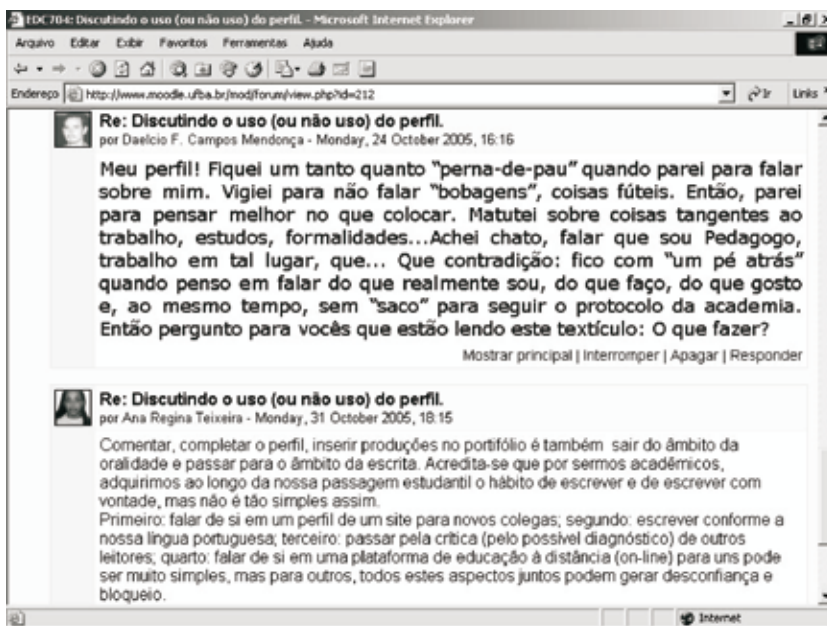 EDC704: Discutindo o uso (ou não uso) do perfil. - Microsoft Internet Explorer
Arquivo Editar Exibir Favoritos Ferramentas Ajuda
Endereço http://www.moodle.ufba.br/mod/forum/view.php?id=212 Ir Links
Re: Discutindo o uso (ou não uso) do perfil.
por Daelcio F. Campos Mendonça - Monday, 24 October 2005, 16:16
Meu perfil! Fiquei um tanto quanto "perna-de-pau" quando parei para falar
sobre mim. Vigiei para não falar "bobagens", coisas fúteis. Então, parei
para pensar melhor no que colocar. Matutei sobre coisas tangentes ao
trabalho, estudos, formalidades...Achei chato, falar que sou Pedagogo,
trabalho em tal lugar, que... Que contradição: fico com "um pé atrás"
quando penso em falar do que realmente sou, do que faço, do que gosto
e, ao mesmo tempo, sem "saco" para seguir o protocolo da academia.
Então pergunto para vocês que estão lendo este textículo: O que fazer?
Mostrar principal | Interromper | Apagar | Responder
Re: Discutindo o uso (ou não uso) do perfil.
por Ana Regina Teixeira - Monday, 31 October 2005, 18:15
Comentar, completar o perfil, inserir produções no portifólio é também sair do âmbito da
oralidade e passar para o âmbito da escrita. Acredita-se que por sermos acadêmicos,
adquirimos ao longo da nossa passagem estudantil o hábito de escrever e de escrever com
vontade, mas não é tão simples assim.
Primeiro: falar de si em um perfil de um site para novos colegas; segundo: escrever conforme a
nossa língua portuguesa; terceiro: passar pela crítica (pelo possível diagnóstico) de outros
leitores; quarto: falar de si em uma plataforma de educação à distância (on-line) para uns pode
ser muito simples, mas para outros, todos estes aspectos juntos podem gerar desconfiança e
bloqueio.
Internet